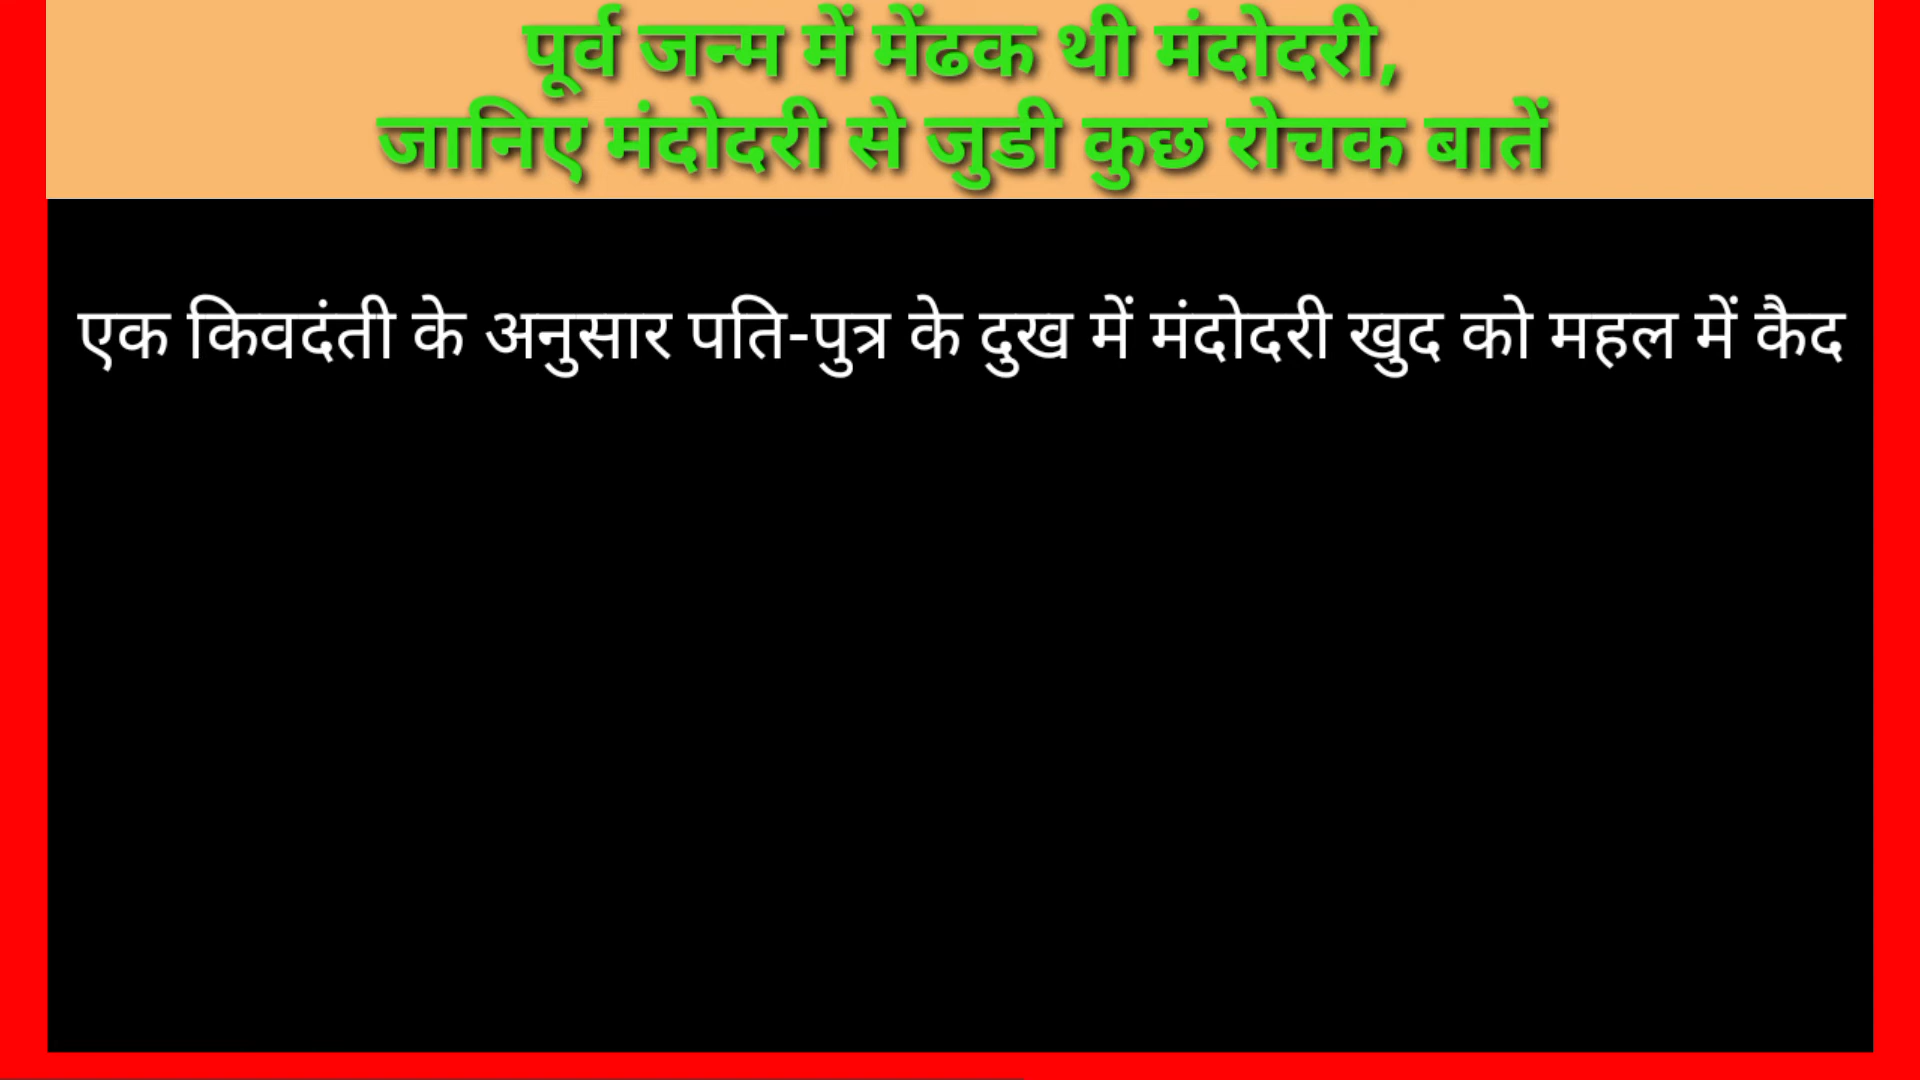 पूर्व जन्म में मेंढक थी मंदोदरी,
जानिए मंदोदरी से जुडी कुछ रोचक बातें
एक किवदंती के अनुसार पति-पुत्र के दुख में मंदोदरी खुद को महल में कैद